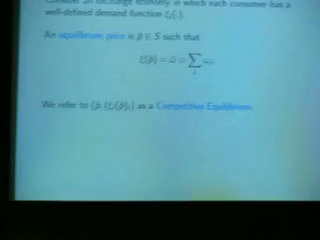 Consider an exchange economy in which each consumer has a
well-defined demand function ξᵢ(.).
An equilibrium price is p̄ ∈ S such that
ξ(p̄) = ω = ∑ ωᵢ
We refer to (p̄, (ξᵢ(p̄))ᵢ) as a Competitive Equilibrium.